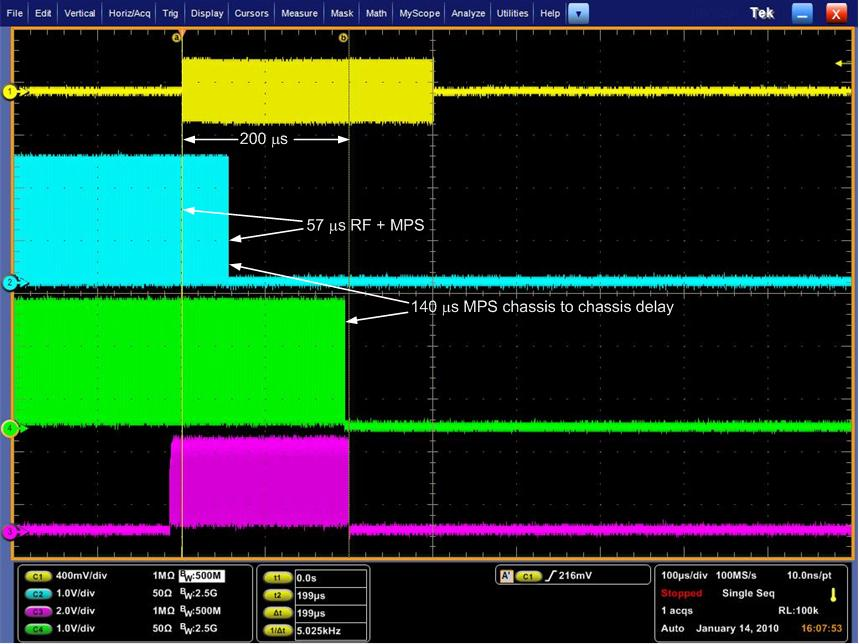 File Edit Vertical Horiz/Acq Trig Display Cursors Measure Mask Math MyScope Analyze Utilities Help Tek X
a b
1
200 µs
57 µs RF + MPS
2
140 µs MPS chassis to chassis delay
4
3
C1 400mV/div 1MΩ BW:500M
C2 1.0V/div 50Ω BW:2.5G
C3 2.0V/div 1MΩ BW:500M
C4 1.0V/div 50Ω BW:2.5G
t1 0.0s
t2 199µs
Δt 199µs
1/Δt 5.025kHz
A' C1 216mV
100µs/div 100MS/s 10.0ns/pt
Stopped Single Seq
1 acqs RL:100k
Auto January 14, 2010 16:07:53